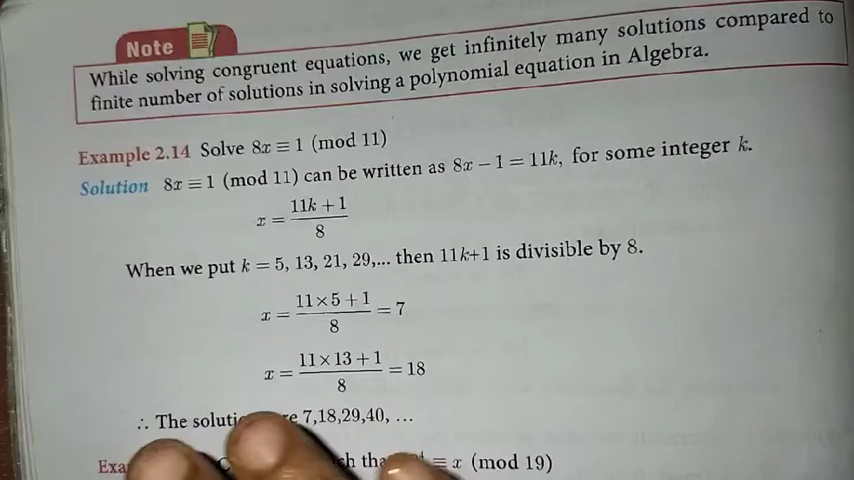 Note
While solving congruent equations, we get infinitely many solutions compared to
finite number of solutions in solving a polynomial equation in Algebra.
Example 2.14 Solve 8x ≡ 1 (mod 11)
Solution 8x ≡ 1 (mod 11) can be written as 8x − 1 = 11k, for some integer k.
x = (11k + 1)/8
When we put k = 5, 13, 21, 29,... then 11k+1 is divisible by 8.
x = (11 × 5 + 1)/8 = 7
x = (11 × 13 + 1)/8 = 18
∴ The 7,18,29,40, …
≡ x (mod 19)